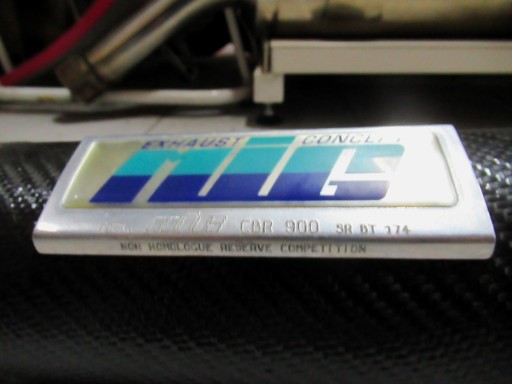 EXHAUST CONCEPT
MIG
CBR 900 SR BT 174
NON HOMOLOGUE RESERVE COMPETITION